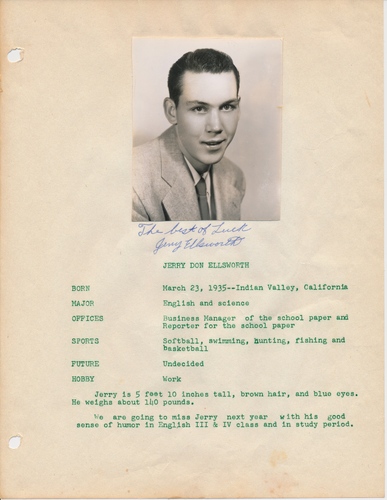 The best of Luck
Jerry Ellsworth
JERRY DON ELLSWORTH
BORN March 23, 1935--Indian Valley, California
MAJOR English and science
OFFICES Business Manager of the school paper and
Reporter for the school paper
SPORTS Softball, swimming, hunting, fishing and
basketball
FUTURE Undecided
HOBBY Work
Jerry is 5 feet 10 inches tall, brown hair, and blue eyes.
He weighs about 140 pounds.
We are going to miss Jerry next year with his good
sense of humor in English III & IV class and in study period.